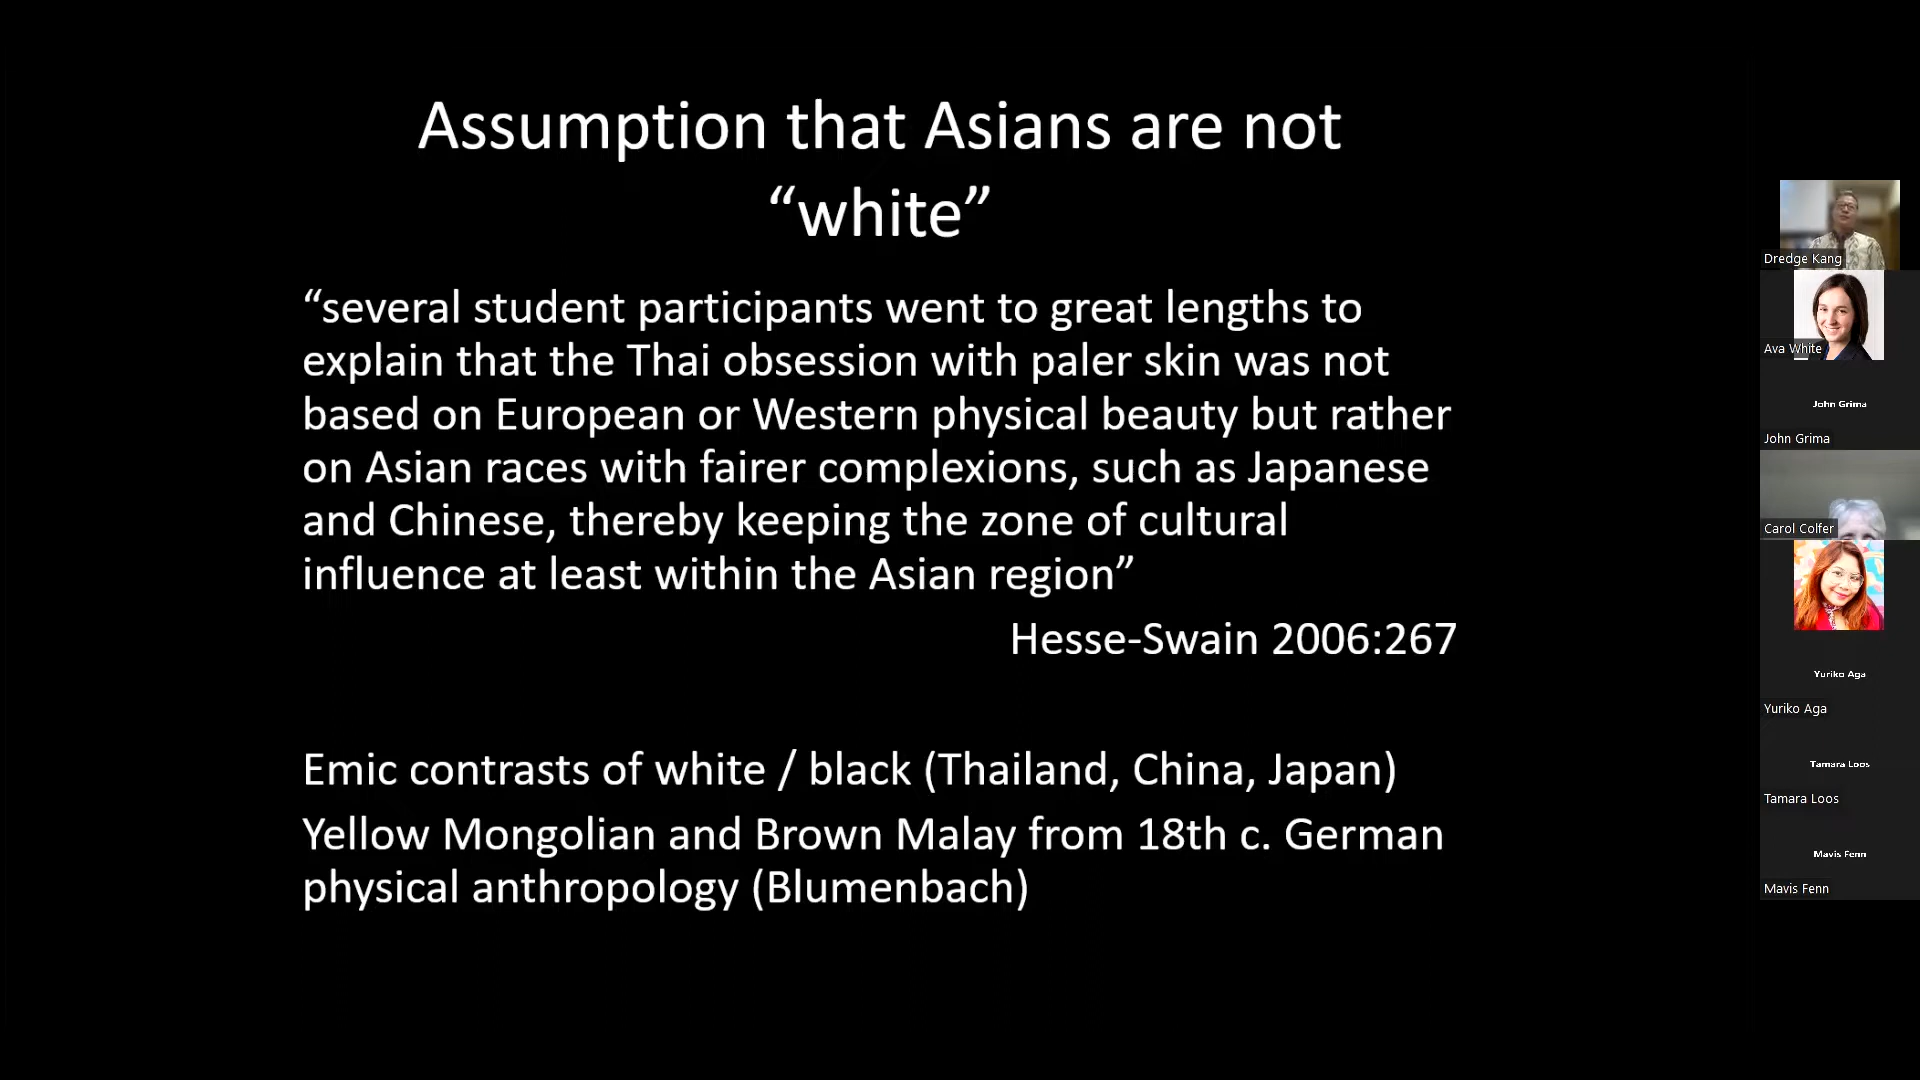 Assumption that Asians are not
“white”
“several student participants went to great lengths to
explain that the Thai obsession with paler skin was not
based on European or Western physical beauty but rather
on Asian races with fairer complexions, such as Japanese
and Chinese, thereby keeping the zone of cultural
influence at least within the Asian region”
Hesse-Swain 2006:267
Emic contrasts of white / black (Thailand, China, Japan)
Yellow Mongolian and Brown Malay from 18th c. German
physical anthropology (Blumenbach)
Dredge Kang
Ava White
John Grima
John Grima
Carol Colfer
Yuriko Aga
Yuriko Aga
Tamara Loos
Tamara Loos
Mavis Fenn
Mavis Fenn